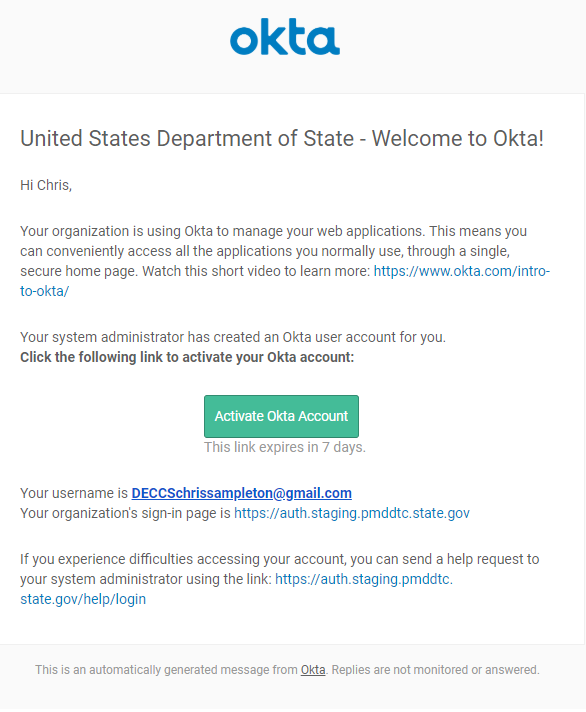 okta
United States Department of State - Welcome to Okta!
Hi Chris,
Your organization is using Okta to manage your web applications. This means you
can conveniently access all the applications you normally use, through a single,
secure home page. Watch this short video to learn more: https://www.okta.com/intro-
to-okta/
Your system administrator has created an Okta user account for you.
Click the following link to activate your Okta account:
Activate Okta Account
This link expires in 7 days.
Your username is DECCSchrissampleton@gmail.com
Your organization's sign-in page is https://auth.staging.pmddtc.state.gov
If you experience difficulties accessing your account, you can send a help request to
your system administrator using the link: https://auth.staging.pmddtc.
state.gov/help/login
This is an automatically generated message from Okta. Replies are not monitored or answered.